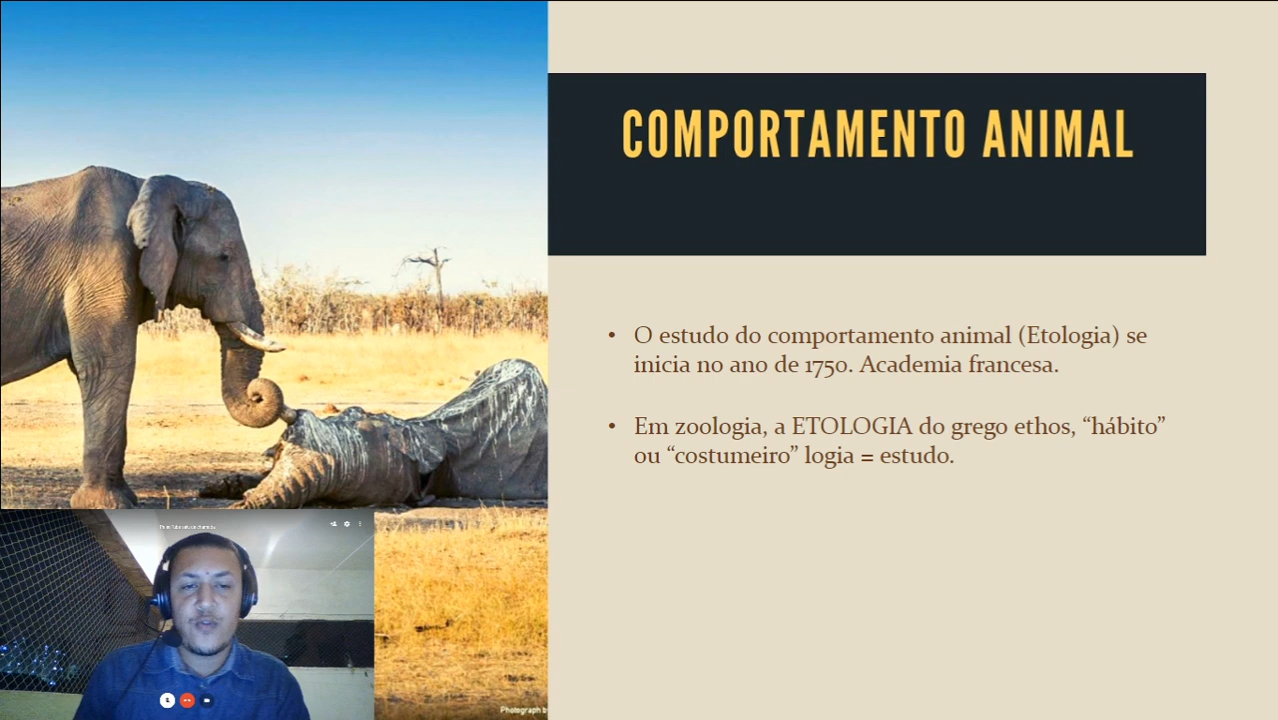 COMPORTAMENTO ANIMAL
• O estudo do comportamento animal (Etologia) se
inicia no ano de 1750. Academia francesa.
• Em zoologia, a ETOLOGIA do grego ethos, “hábito”
ou “costumeiro” logia = estudo.
Photograph b